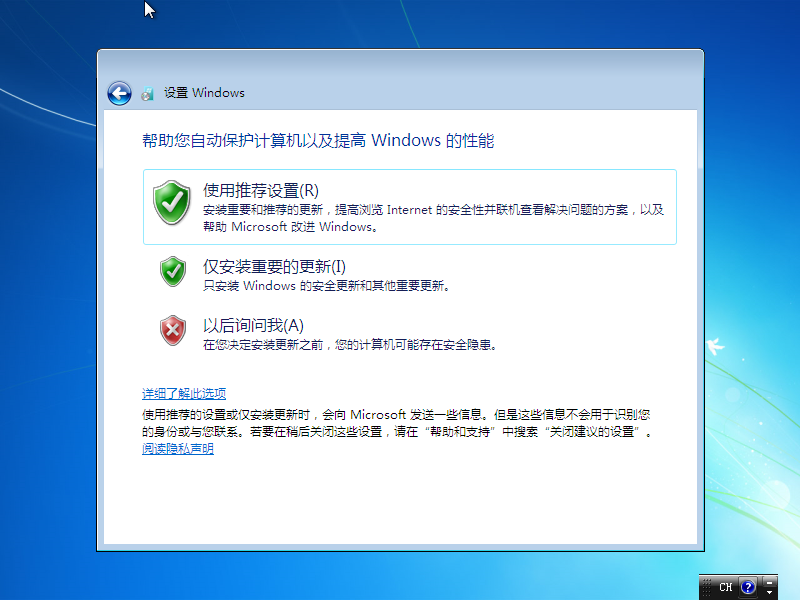 设置 Windows
帮助您自动保护计算机以及提高 Windows 的性能
使用推荐设置(R)
安装重要和推荐的更新，提高浏览 Internet 的安全性并联机查看解决问题的方案，以及
帮助 Microsoft 改进 Windows。
仅安装重要的更新(I)
只安装 Windows 的安全更新和其他重要更新。
以后询问我(A)
在您决定安装更新之前，您的计算机可能存在安全隐患。
详细了解此选项
使用推荐的设置或仅安装更新时，会向 Microsoft 发送一些信息。但是这些信息不会用于识别您
的身份或与您联系。若要在稍后关闭这些设置，请在“帮助和支持”中搜索“关闭建议的设置”。
阅读隐私声明
CH